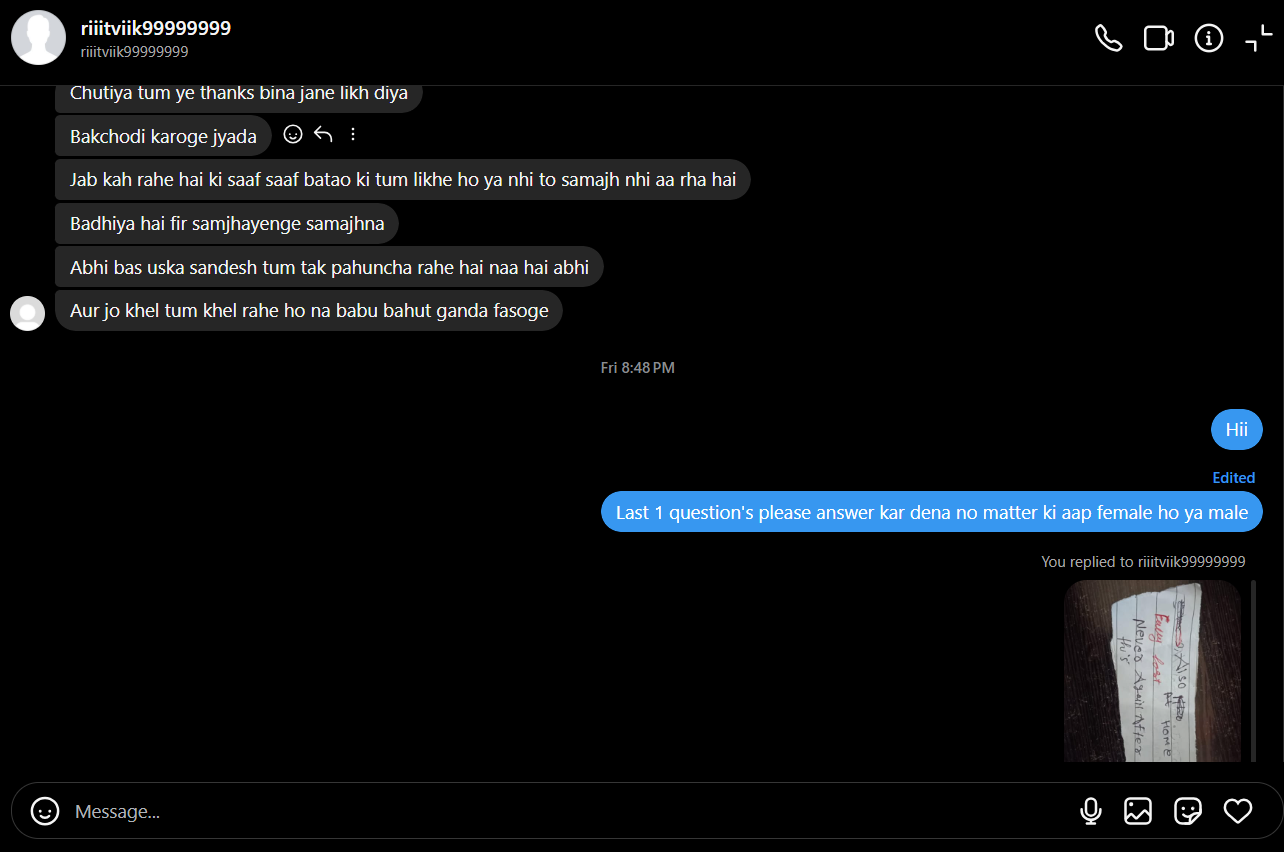 riiitviik99999999
riiitviik99999999
Chutiya tum ye thanks bina jane likh diya
Bakchodi karoge jyada
Jab kah rahe hai ki saaf saaf batao ki tum likhe ho ya nhi to samajh nhi aa rha hai
Badhiya hai fir samjhayenge samajhna
Abhi bas uska sandesh tum tak pahuncha rahe hai naa hai abhi
Aur jo khel tum khel rahe ho na babu bahut ganda fasoge
Fri 8:48 PM
Hii
Edited
Last 1 question's please answer kar dena no matter ki aap female ho ya male
You replied to riiitviik99999999
Also
HOME
Never Again After
this
Message...